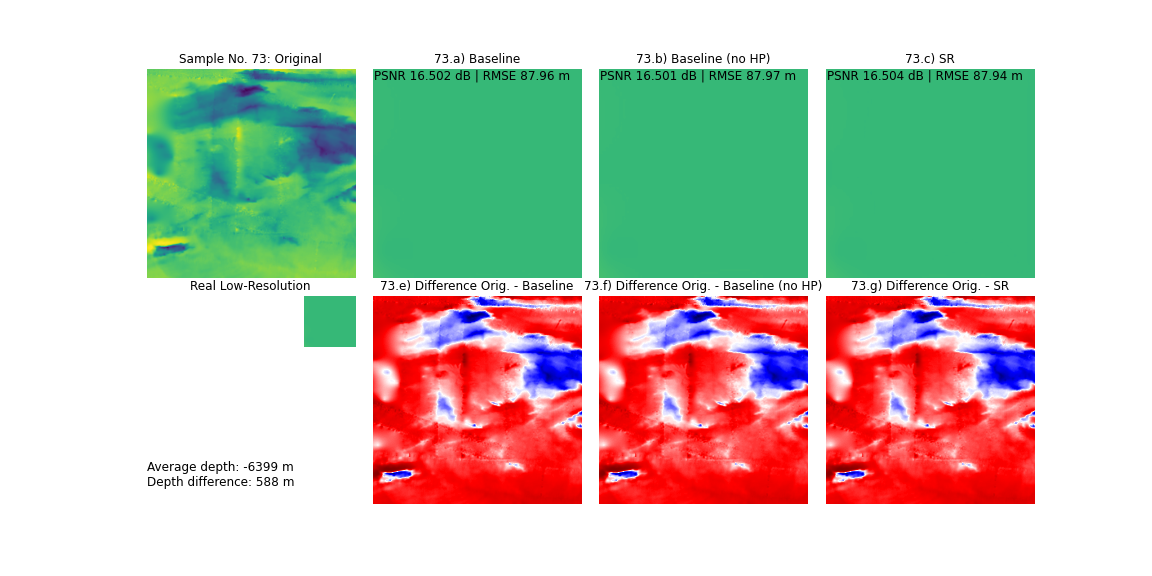 Sample No. 73: Original
73.a) Baseline
73.b) Baseline (no HP)
73.c) SR
PSNR 16.502 dB | RMSE 87.96 m
PSNR 16.501 dB | RMSE 87.97 m
PSNR 16.504 dB | RMSE 87.94 m
Real Low-Resolution
73.e) Difference Orig. - Baseline
73.f) Difference Orig. - Baseline (no HP)
73.g) Difference Orig. - SR
Average depth: -6399 m
Depth difference: 588 m